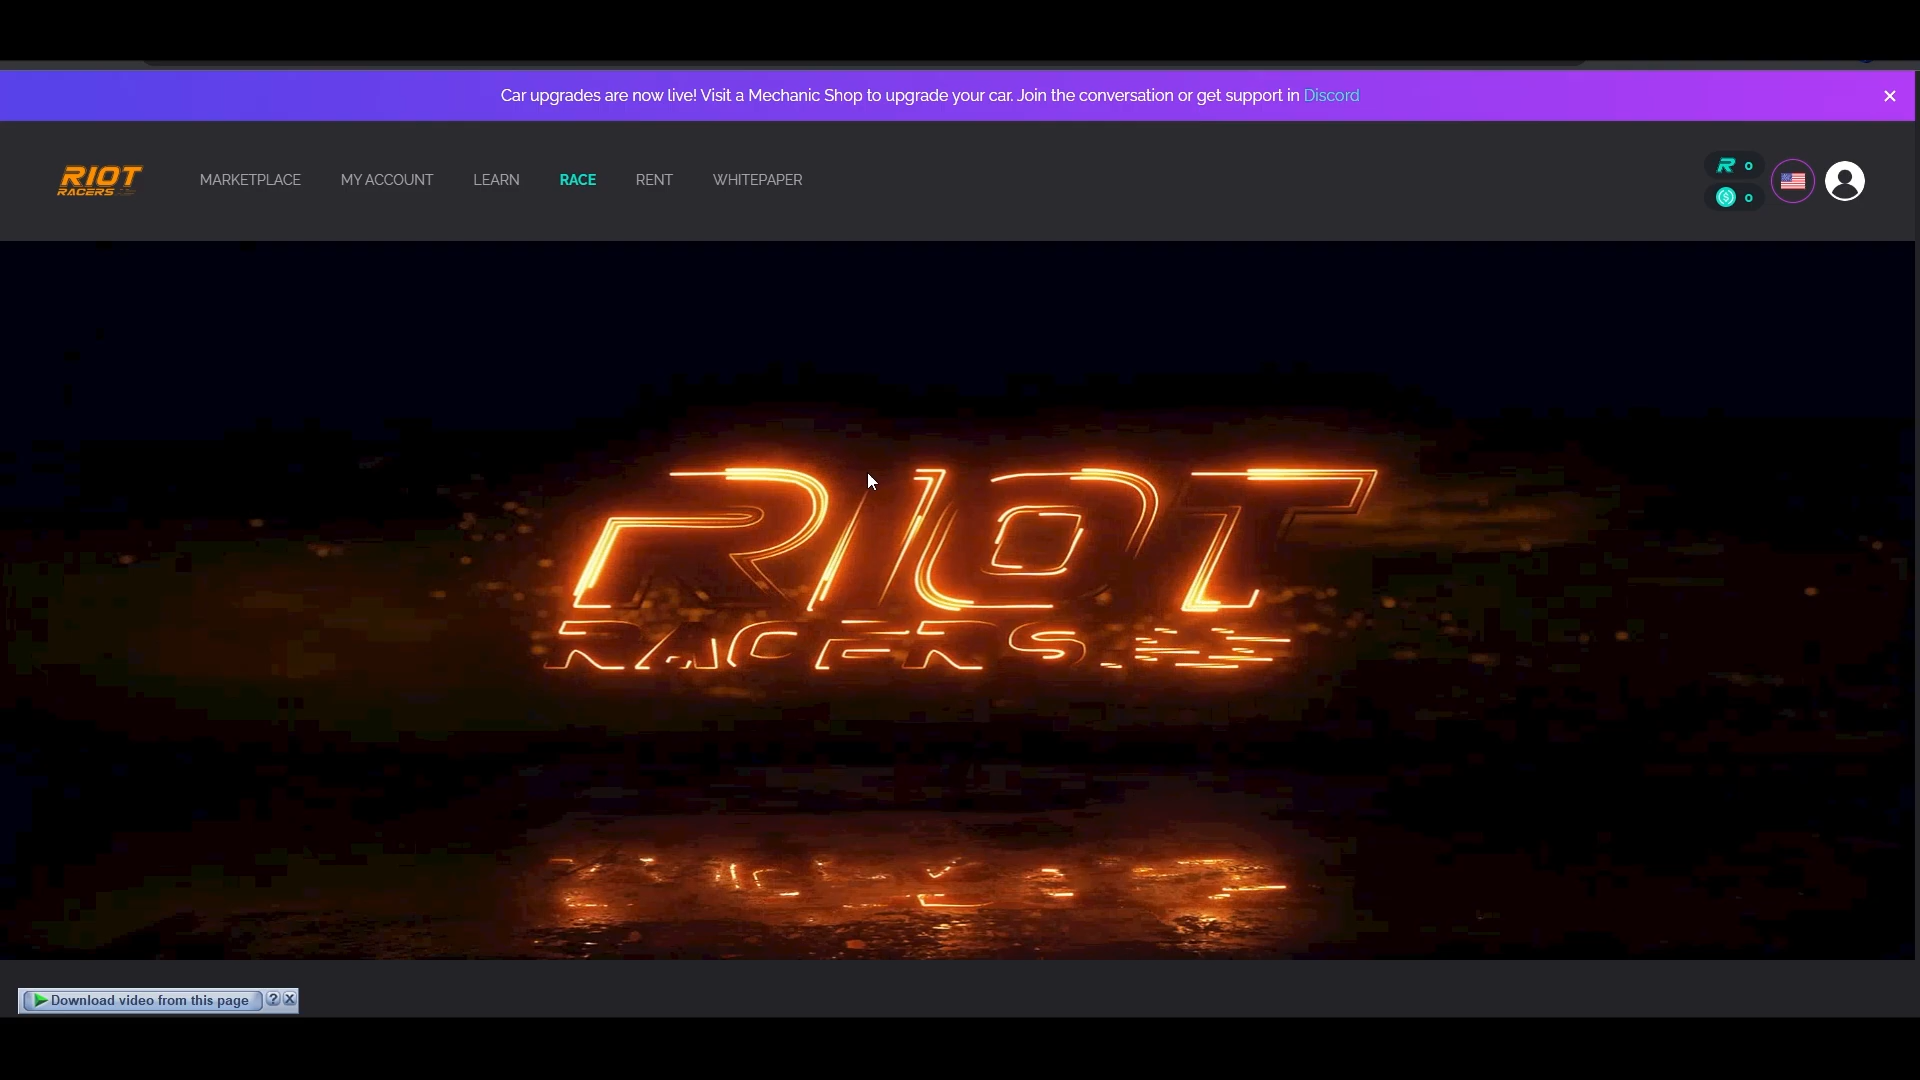 Car upgrades are now live! Visit a Mechanic Shop to upgrade your car. Join the conversation or get support in Discord
RIOT RACERS
MARKETPLACE MY ACCOUNT LEARN RACE RENT WHITEPAPER
R 0
$ 0
RIOT
RACERS
Download video from this page ? X